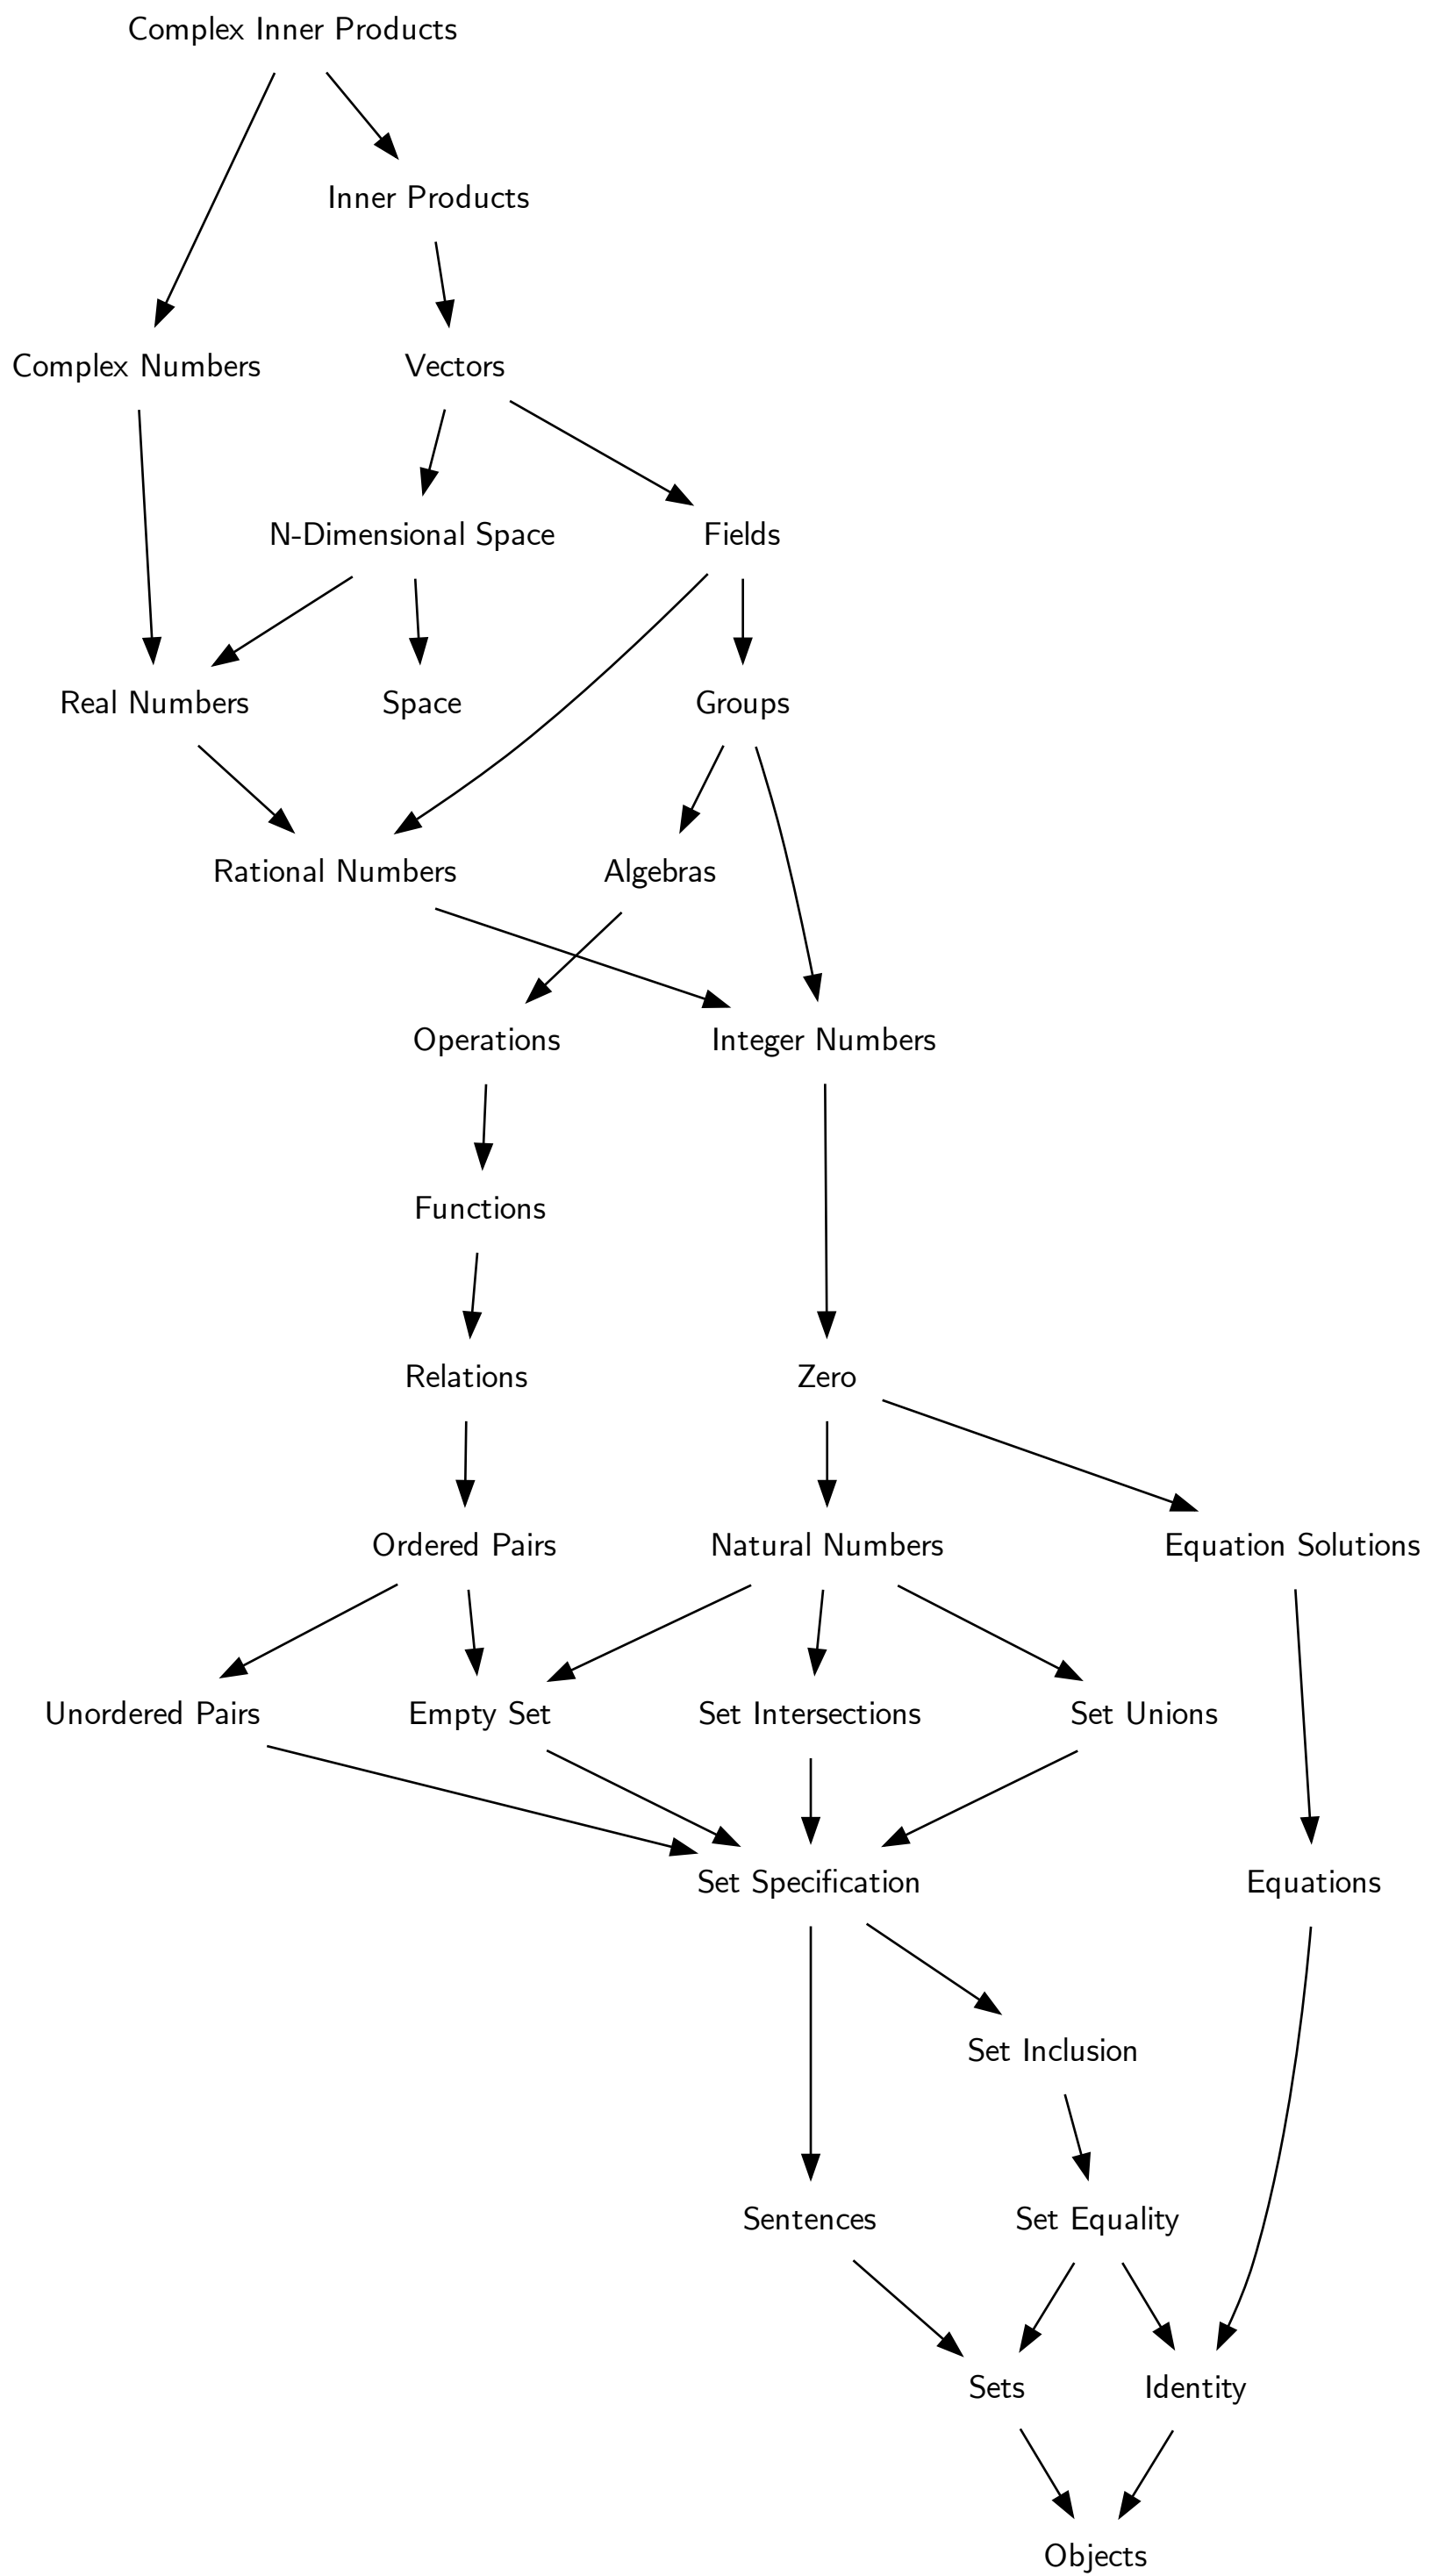 Complex Inner Products
Inner Products
Complex Numbers
Vectors
N-Dimensional Space
Fields
Real Numbers
Space
Groups
Rational Numbers
Algebras
Operations
Integer Numbers
Functions
Relations
Zero
Ordered Pairs
Natural Numbers
Equation Solutions
Unordered Pairs
Empty Set
Set Intersections
Set Unions
Set Specification
Equations
Set Inclusion
Sentences
Set Equality
Sets
Identity
Objects